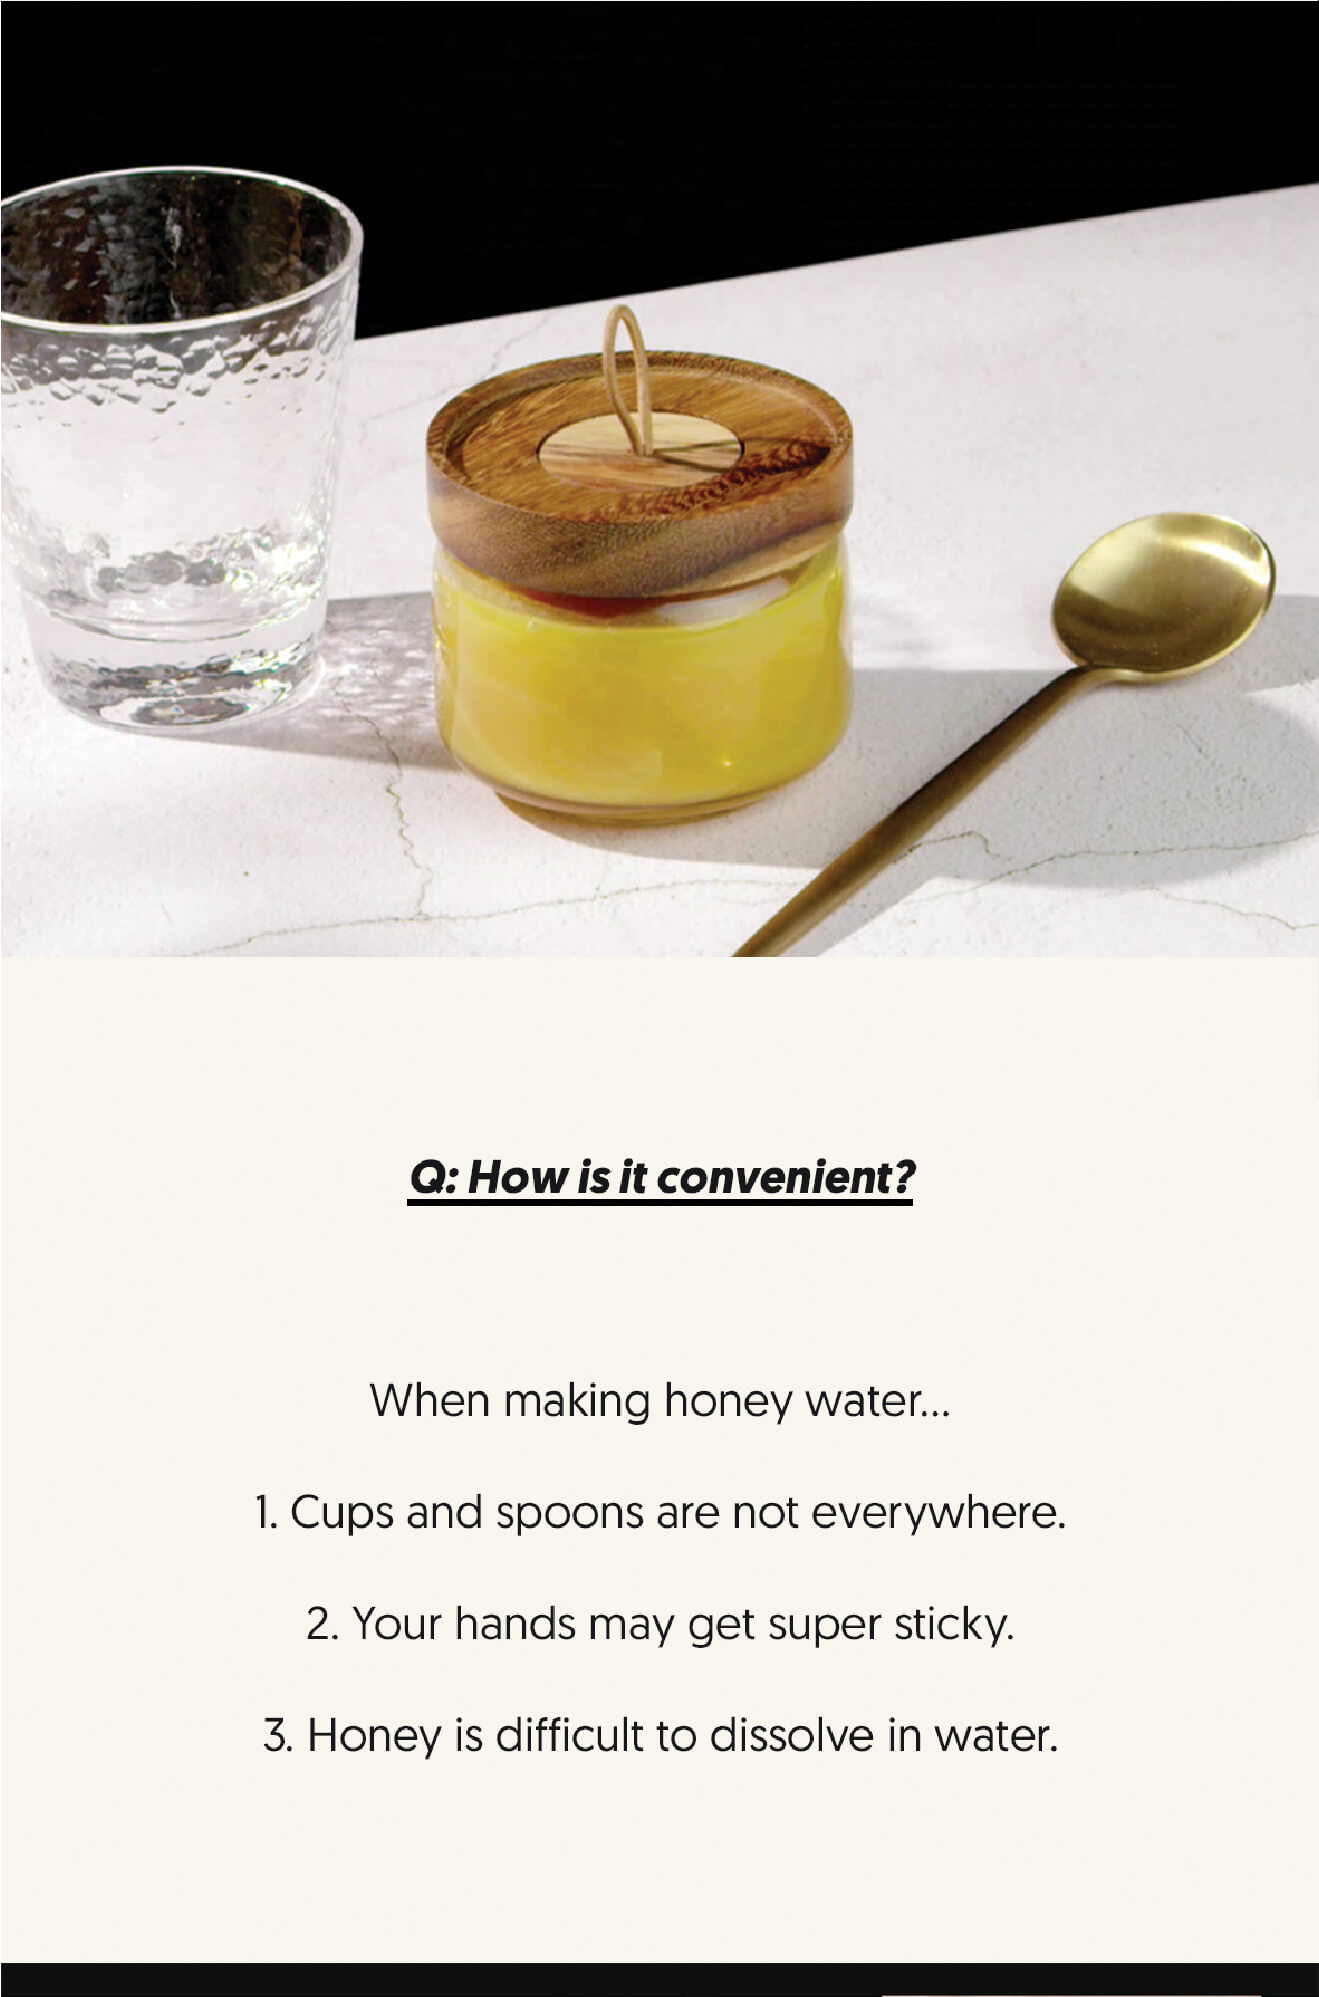 Q: How is it convenient?
When making honey water...
1. Cups and spoons are not everywhere.
2. Your hands may get super sticky.
3. Honey is difficult to dissolve in water.